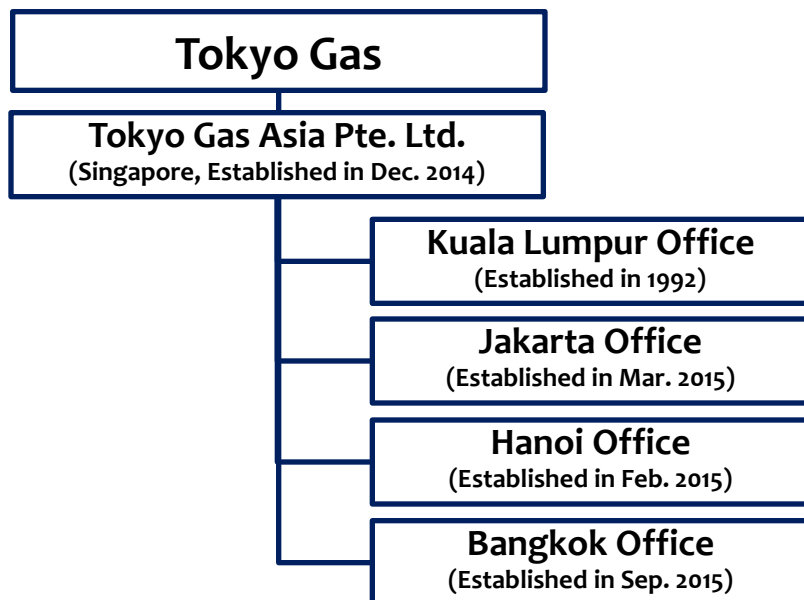 Tokyo Gas
Tokyo Gas Asia Pte. Ltd.
(Singapore, Established in Dec. 2014)
Kuala Lumpur Office
(Established in 1992)
Jakarta Office
(Established in Mar. 2015)
Hanoi Office
(Established in Feb. 2015)
Bangkok Office
(Established in Sep. 2015)